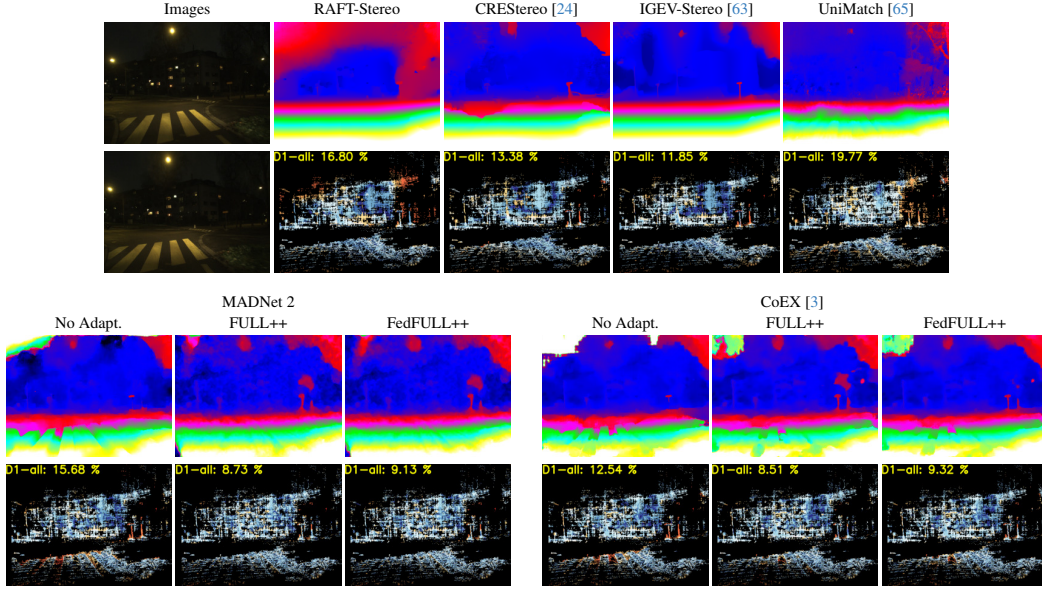 Images RAFT-Stereo CREStereo [24] IGEV-Stereo [63] UniMatch [65]
D1-all: 16.80 % D1-all: 13.38 % D1-all: 11.85 % D1-all: 19.77 %
MADNet 2 CoEX [3]
No Adapt. FULL++ FedFULL++ No Adapt. FULL++ FedFULL++
D1-all: 15.68 % D1-all: 8.73 % D1-all: 9.13 % D1-all: 12.54 % D1-all: 8.51 % D1-all: 9.32 %